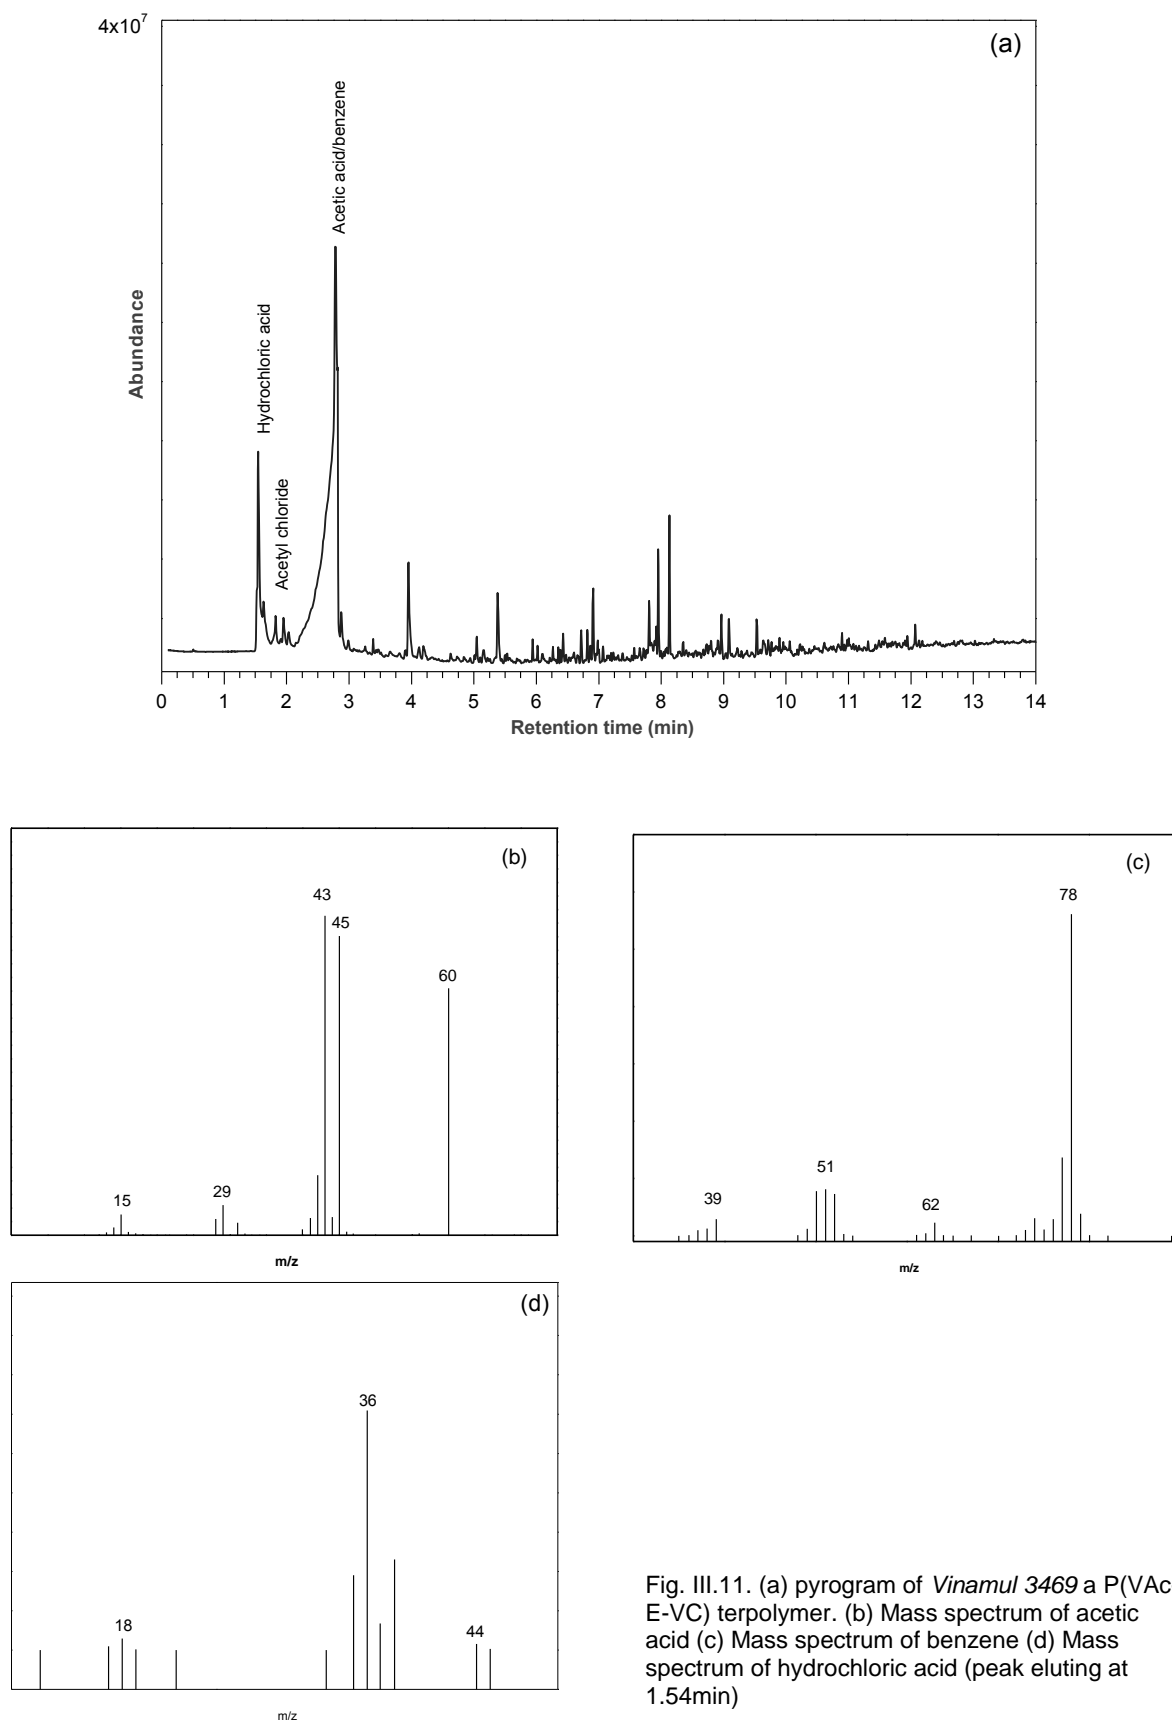 4x10⁷
(a)
Acetic acid/benzene
Hydrochloric acid
Acetyl chloride
Abundance
0 1 2 3 4 5 6 7 8 9 10 11 12 13 14
Retention time (min)
(b)
43
45
60
15
29
m/z
(c)
78
51
39
62
m/z
(d)
36
18
44
m/z
Fig. III.11. (a) pyrogram of Vinamul 3469 a P(VAc
E-VC) terpolymer. (b) Mass spectrum of acetic
acid (c) Mass spectrum of benzene (d) Mass
spectrum of hydrochloric acid (peak eluting at
1.54min)